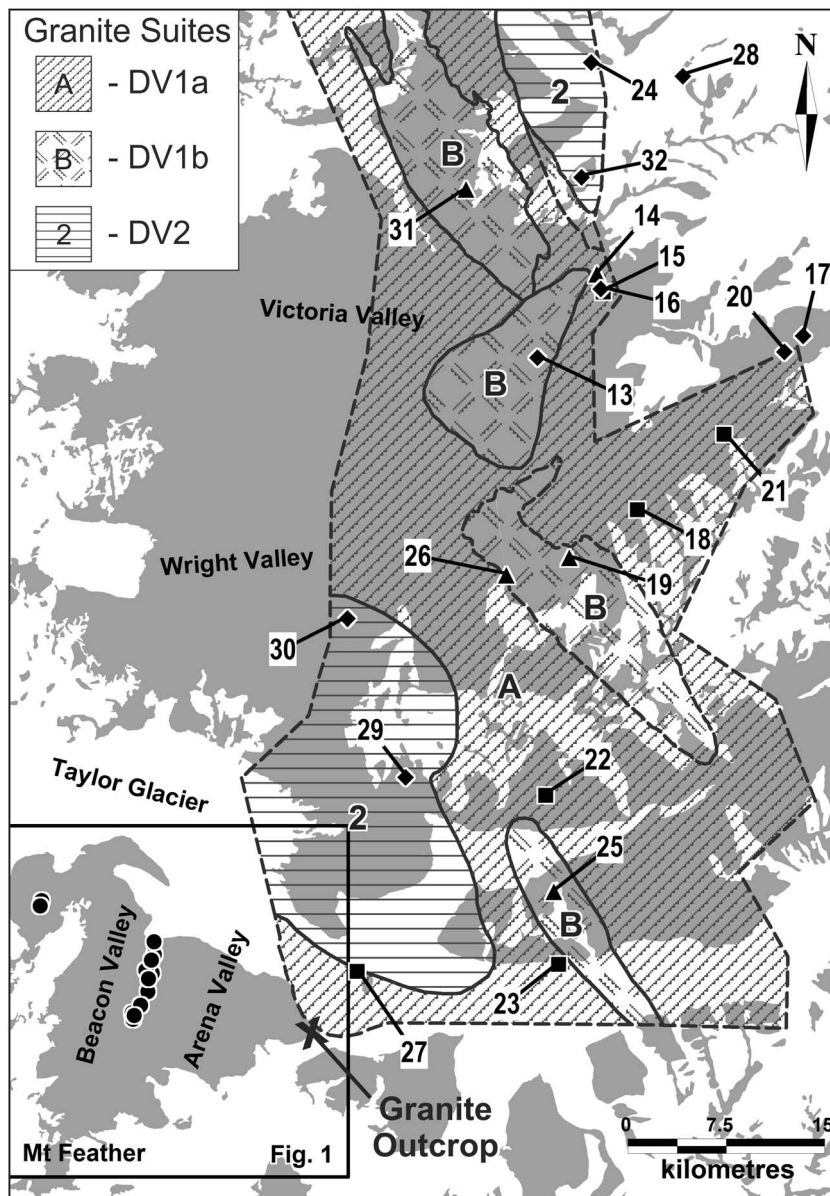 Granite Suites
A - DV1a
B - DV1b
2 - DV2
N
2
24
28
B
32
31
14
15
16
17
20
Victoria Valley
B
13
21
18
Wright Valley
26
19
B
30
A
29
22
Taylor Glacier
2
25
B
Beacon Valley
Arena Valley
23
27
X
Granite
Outcrop
Mt Feather
Fig. 1
0 7.5 15
kilometres